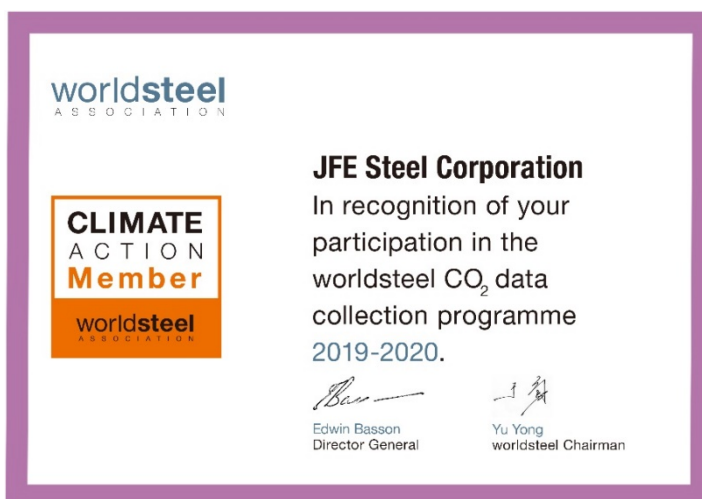 worldsteel
ASSOCIATION
CLIMATE
ACTION
Member
worldsteel
ASSOCIATION
JFE Steel Corporation
In recognition of your
participation in the
worldsteel CO₂ data
collection programme
2019-2020.
Edwin Basson
Director General
Yu Yong
worldsteel Chairman